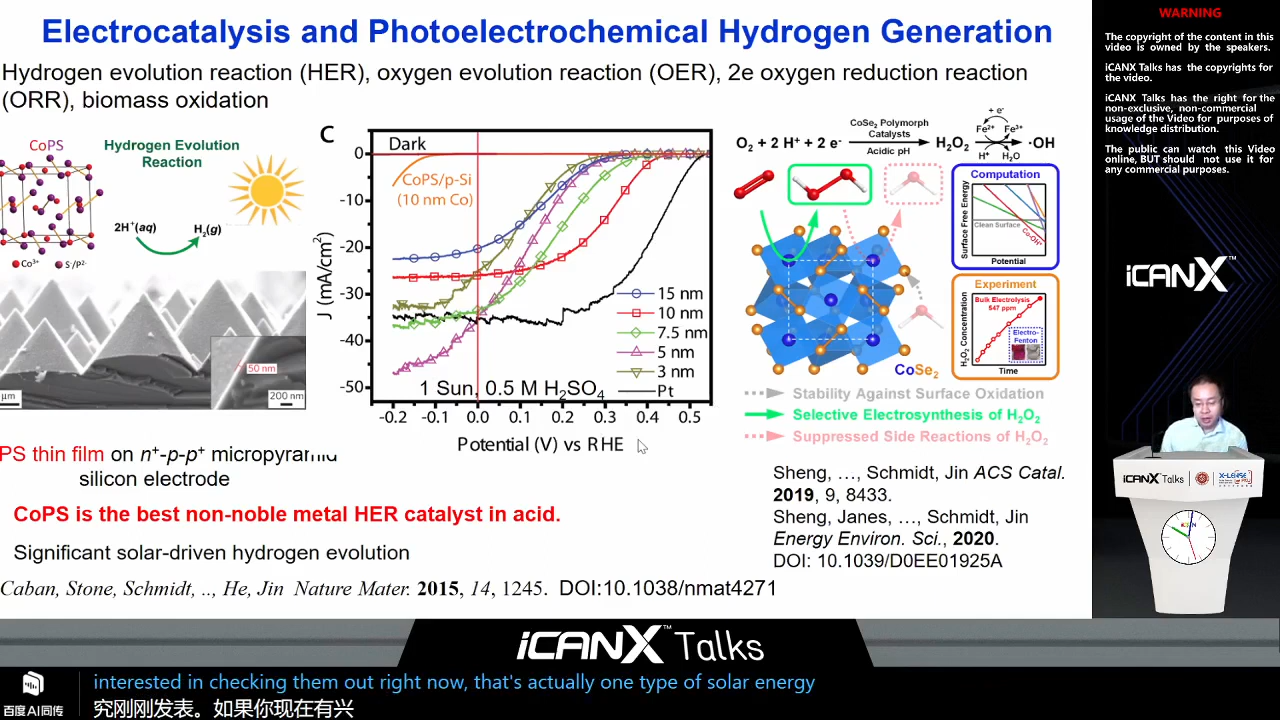 Electrocatalysis and Photoelectrochemical Hydrogen Generation
Hydrogen evolution reaction (HER), oxygen evolution reaction (OER), 2e oxygen reduction reaction
(ORR), biomass oxidation
CoPS
Hydrogen Evolution
Reaction
2H⁺(aq)
H₂(g)
Co³⁺
S⁻/P²⁻
50 nm
µm
200 nm
PS thin film on n⁺-p-p⁺ micropyramid
silicon electrode
C
Dark
CoPS/p-Si
(10 nm Co)
0
-10
-20
-30
-40
-50
J (mA/cm²)
15 nm
10 nm
7.5 nm
5 nm
3 nm
Pt
1 Sun, 0.5 M H₂SO₄
-0.2 -0.1 0.0 0.1 0.2 0.3 0.4 0.5
Potential (V) vs RHE
O₂ + 2 H⁺ + 2 e⁻
CoSe₂ Polymorph
Catalysts
Acidic pH
H₂O₂
+ e⁻
Fe²⁺ Fe³⁺
H⁺ H₂O
·OH
Computation
Surface Free Energy
Clean Surface
Co-OH*
Potential
Experiment
H₂O₂ Concentration
Bulk Electrolysis
547 ppm
Electro-
Fenton
Time
CoSe₂
Stability Against Surface Oxidation
Selective Electrosynthesis of H₂O₂
Suppressed Side Reactions of H₂O₂
CoPS is the best non-noble metal HER catalyst in acid.
Significant solar-driven hydrogen evolution
Caban, Stone, Schmidt, .., He, Jin Nature Mater. 2015, 14, 1245. DOI:10.1038/nmat4271
Sheng, …, Schmidt, Jin ACS Catal.
2019, 9, 8433.
Sheng, Janes, …, Schmidt, Jin
Energy Environ. Sci., 2020.
DOI: 10.1039/D0EE01925A
WARNING
The copyright of the content in this
video is owned by the speakers.
iCANX Talks has the copyrights for
the video.
iCANX Talks has the right for the
non-exclusive, non-commercial
usage of the Video for purposes of
knowledge distribution.
The public can watch this Video
online, BUT should not use it for
any commercial purposes.
iCANX™
iCANX Talks
X-LENSE
iCANX™ Talks
百度AI同传
interested in checking them out right now, that's actually one type of solar energy
究刚刚发表。如果你现在有兴